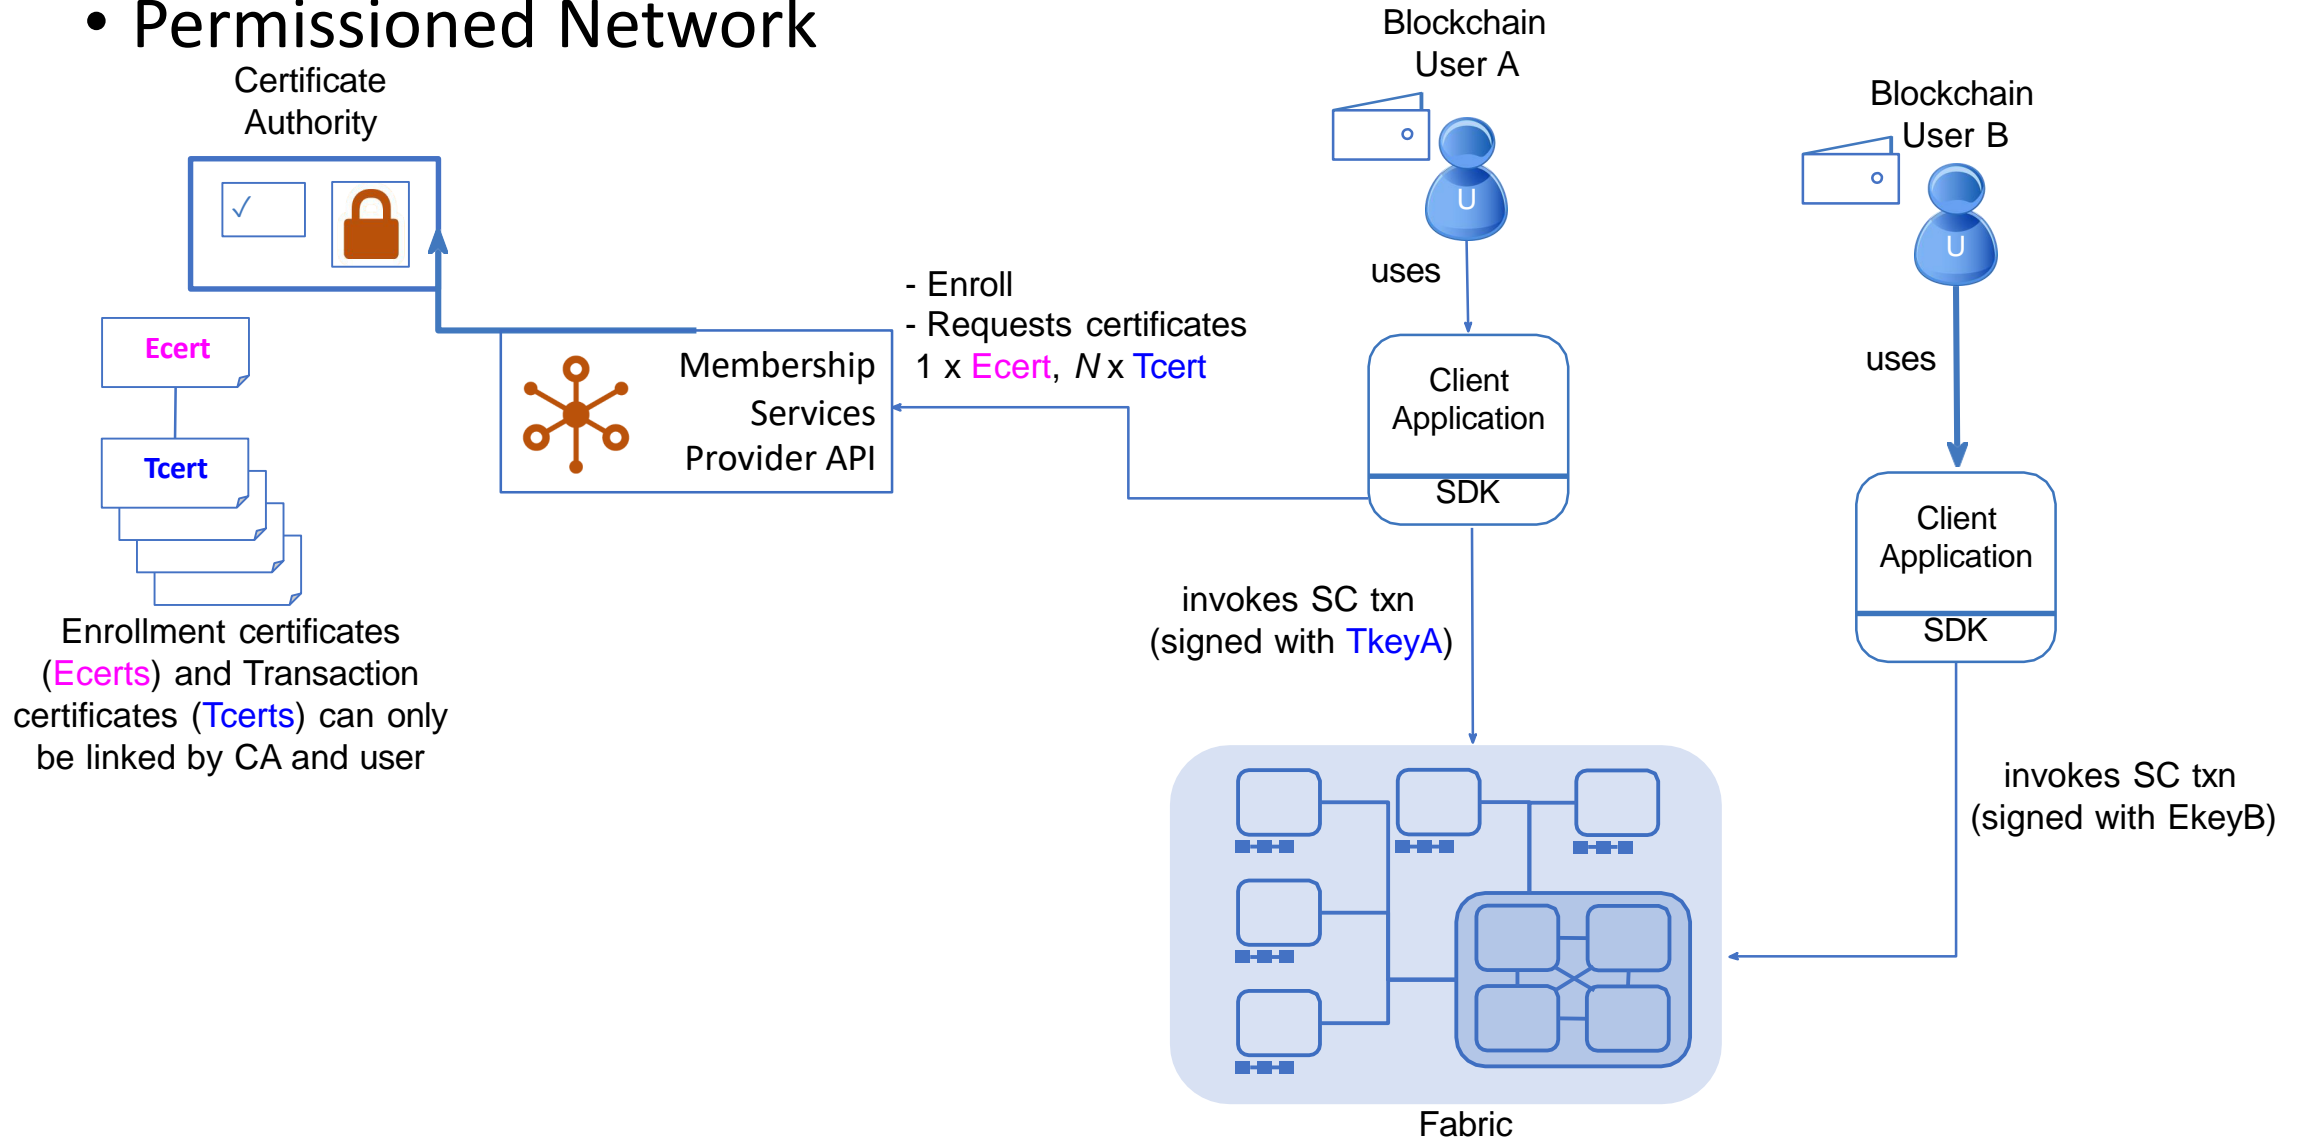 • Permissioned Network
Certificate
Authority
Ecert
Tcert
Enrollment certificates
(Ecerts) and Transaction
certificates (Tcerts) can only
be linked by CA and user
Membership
Services
Provider API
- Enroll
- Requests certificates
1 x Ecert, N x Tcert
Blockchain
User A
U
uses
Client
Application
SDK
invokes SC txn
(signed with TkeyA)
Blockchain
User B
U
uses
Client
Application
SDK
invokes SC txn
(signed with EkeyB)
Fabric